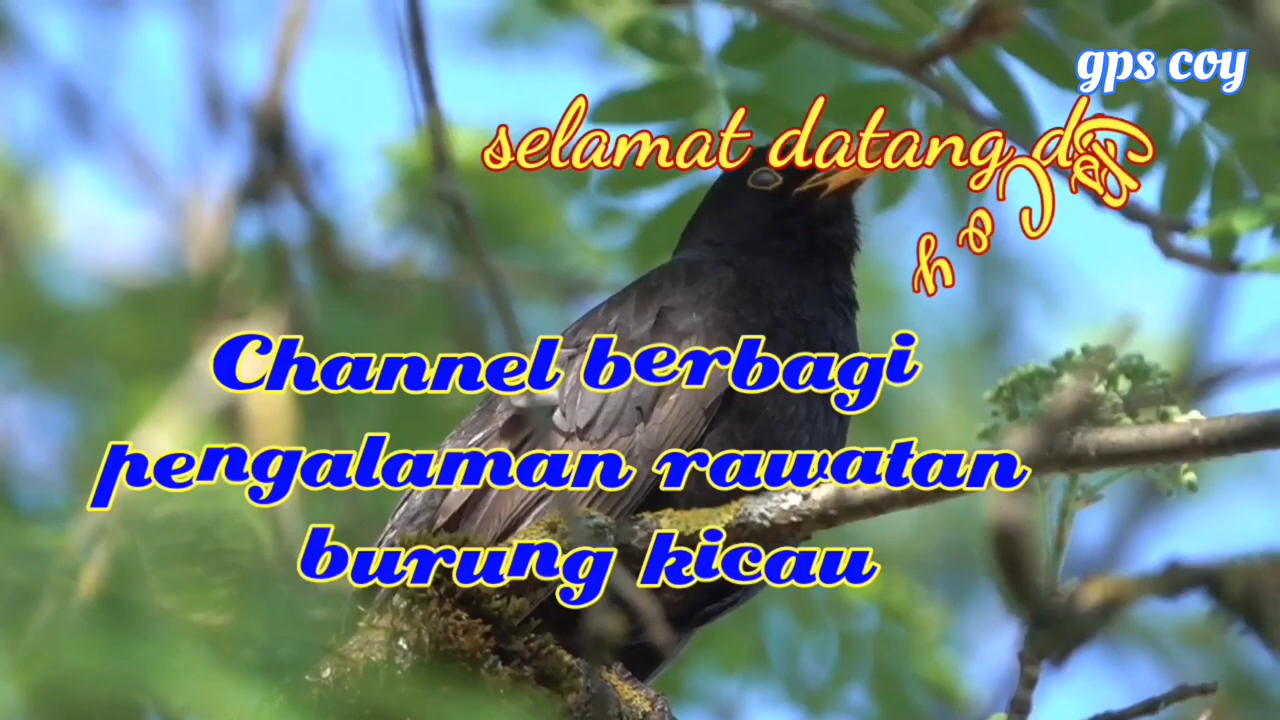 gps coy
selamat datang
Channel berbagi
pengalaman rawatan
burung kicau